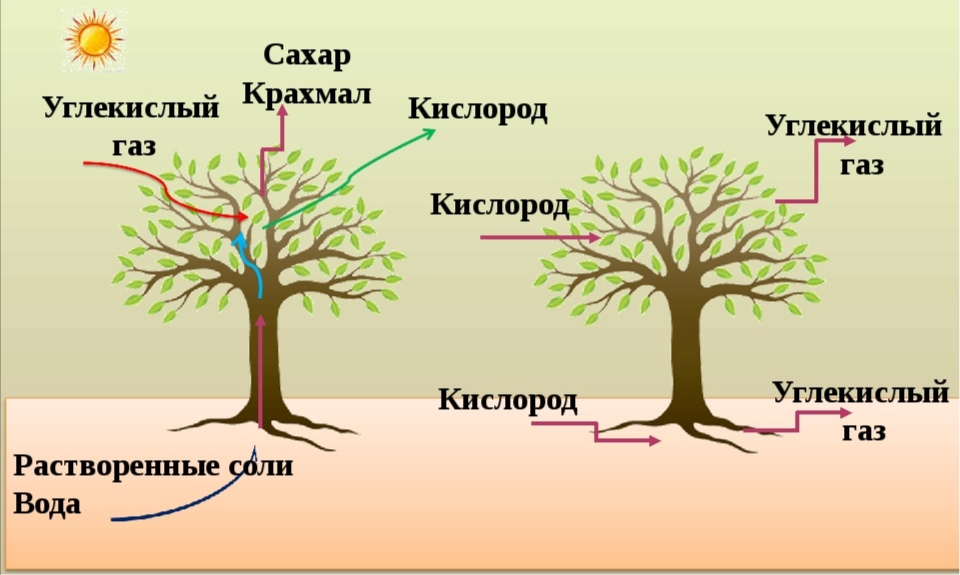 Сахар
Крахмал
Углекислый
газ
Кислород
Растворенные соли
Вода
Углекислый
газ
Кислород
Кислород
Углекислый
газ